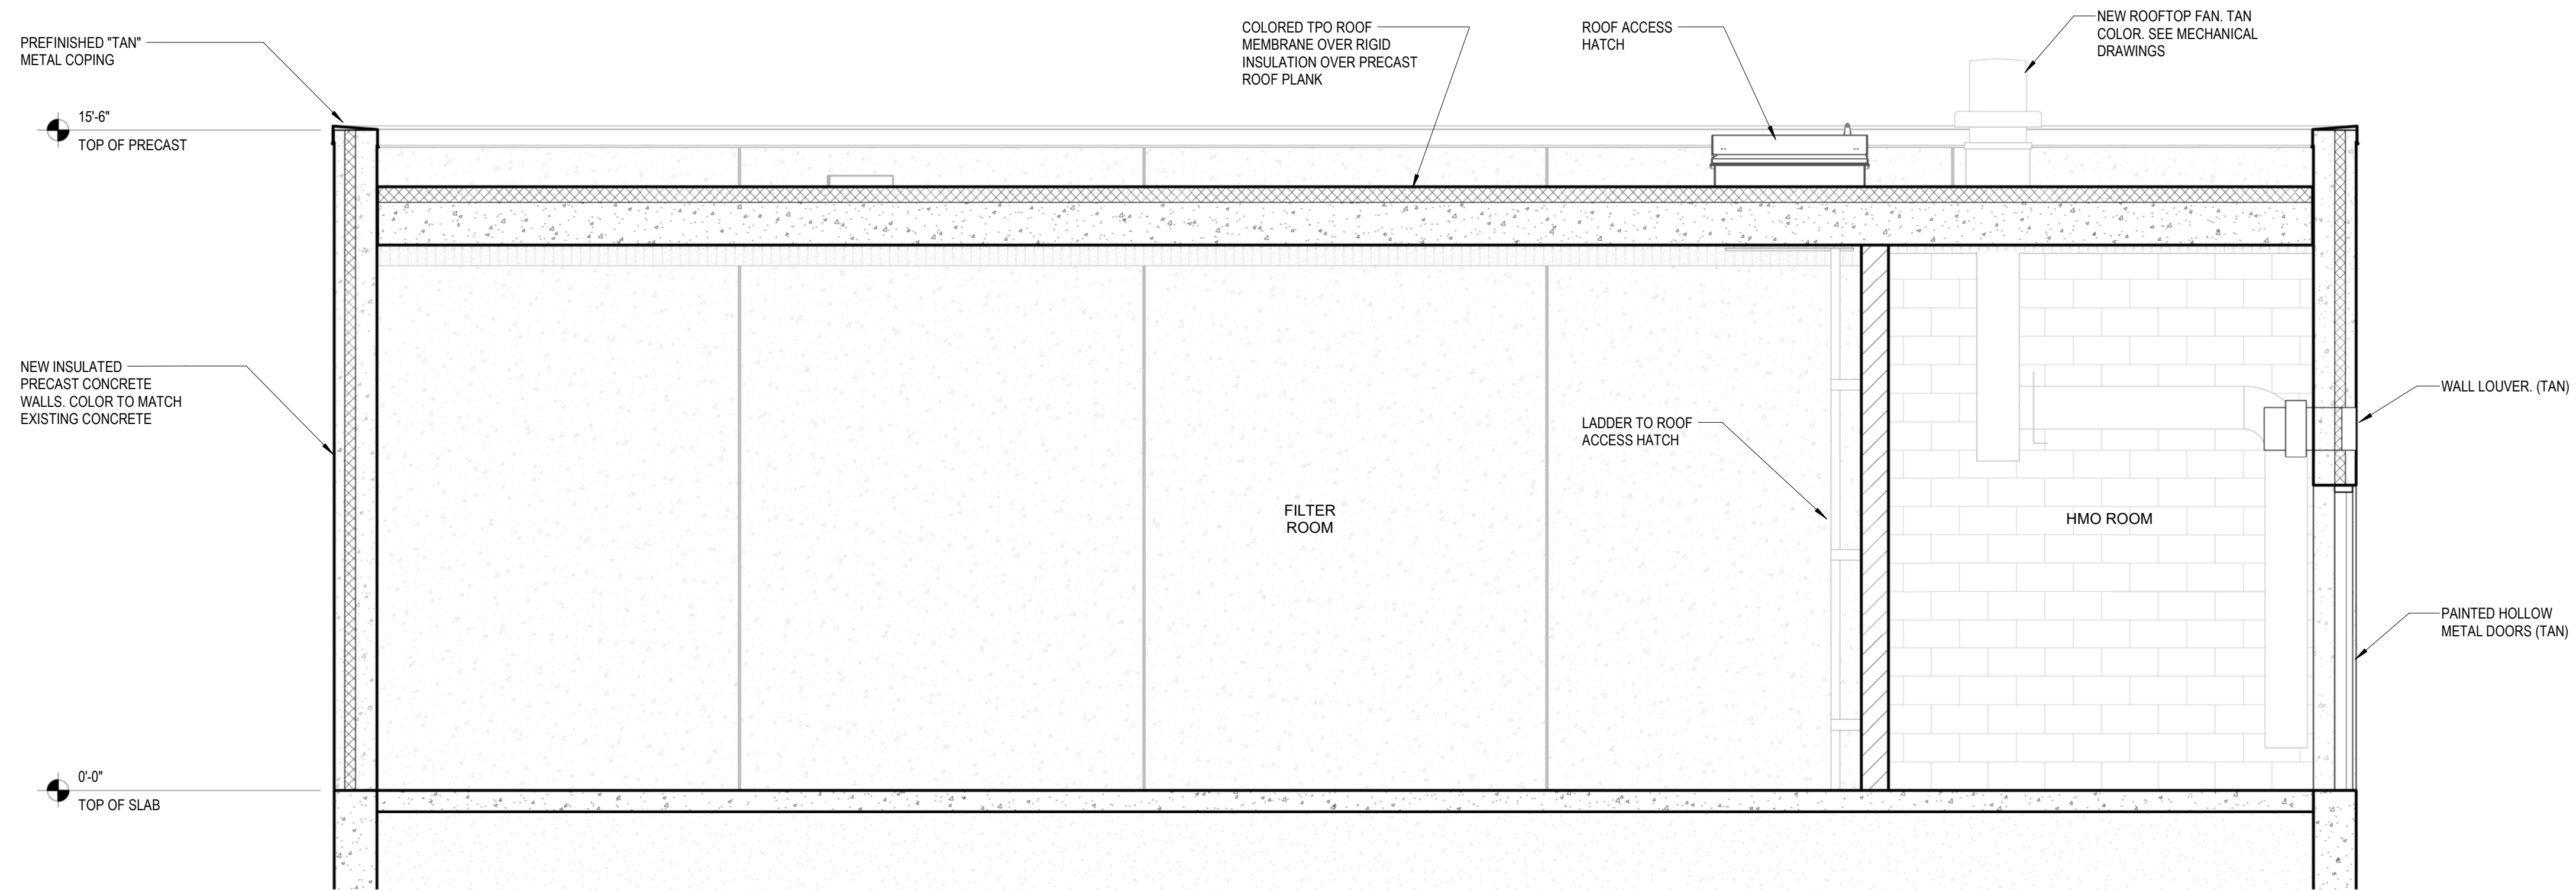 PREFINISHED "TAN"
METAL COPING
15'-6"
TOP OF PRECAST
COLORED TPO ROOF
MEMBRANE OVER RIGID
INSULATION OVER PRECAST
ROOF PLANK
ROOF ACCESS
HATCH
NEW ROOFTOP FAN. TAN
COLOR. SEE MECHANICAL
DRAWINGS
NEW INSULATED
PRECAST CONCRETE
WALLS. COLOR TO MATCH
EXISTING CONCRETE
WALL LOUVER. (TAN)
LADDER TO ROOF
ACCESS HATCH
FILTER
ROOM
HMO ROOM
PAINTED HOLLOW
METAL DOORS (TAN)
0'-0"
TOP OF SLAB